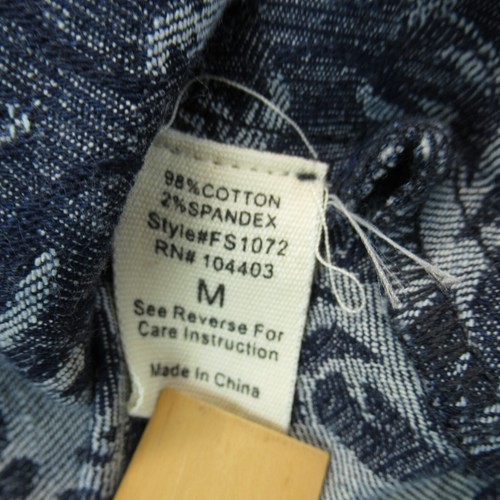 98%COTTON
2%SPANDEX
Style#FS1072
RN# 104403
M
See Reverse For
Care Instruction
Made In China